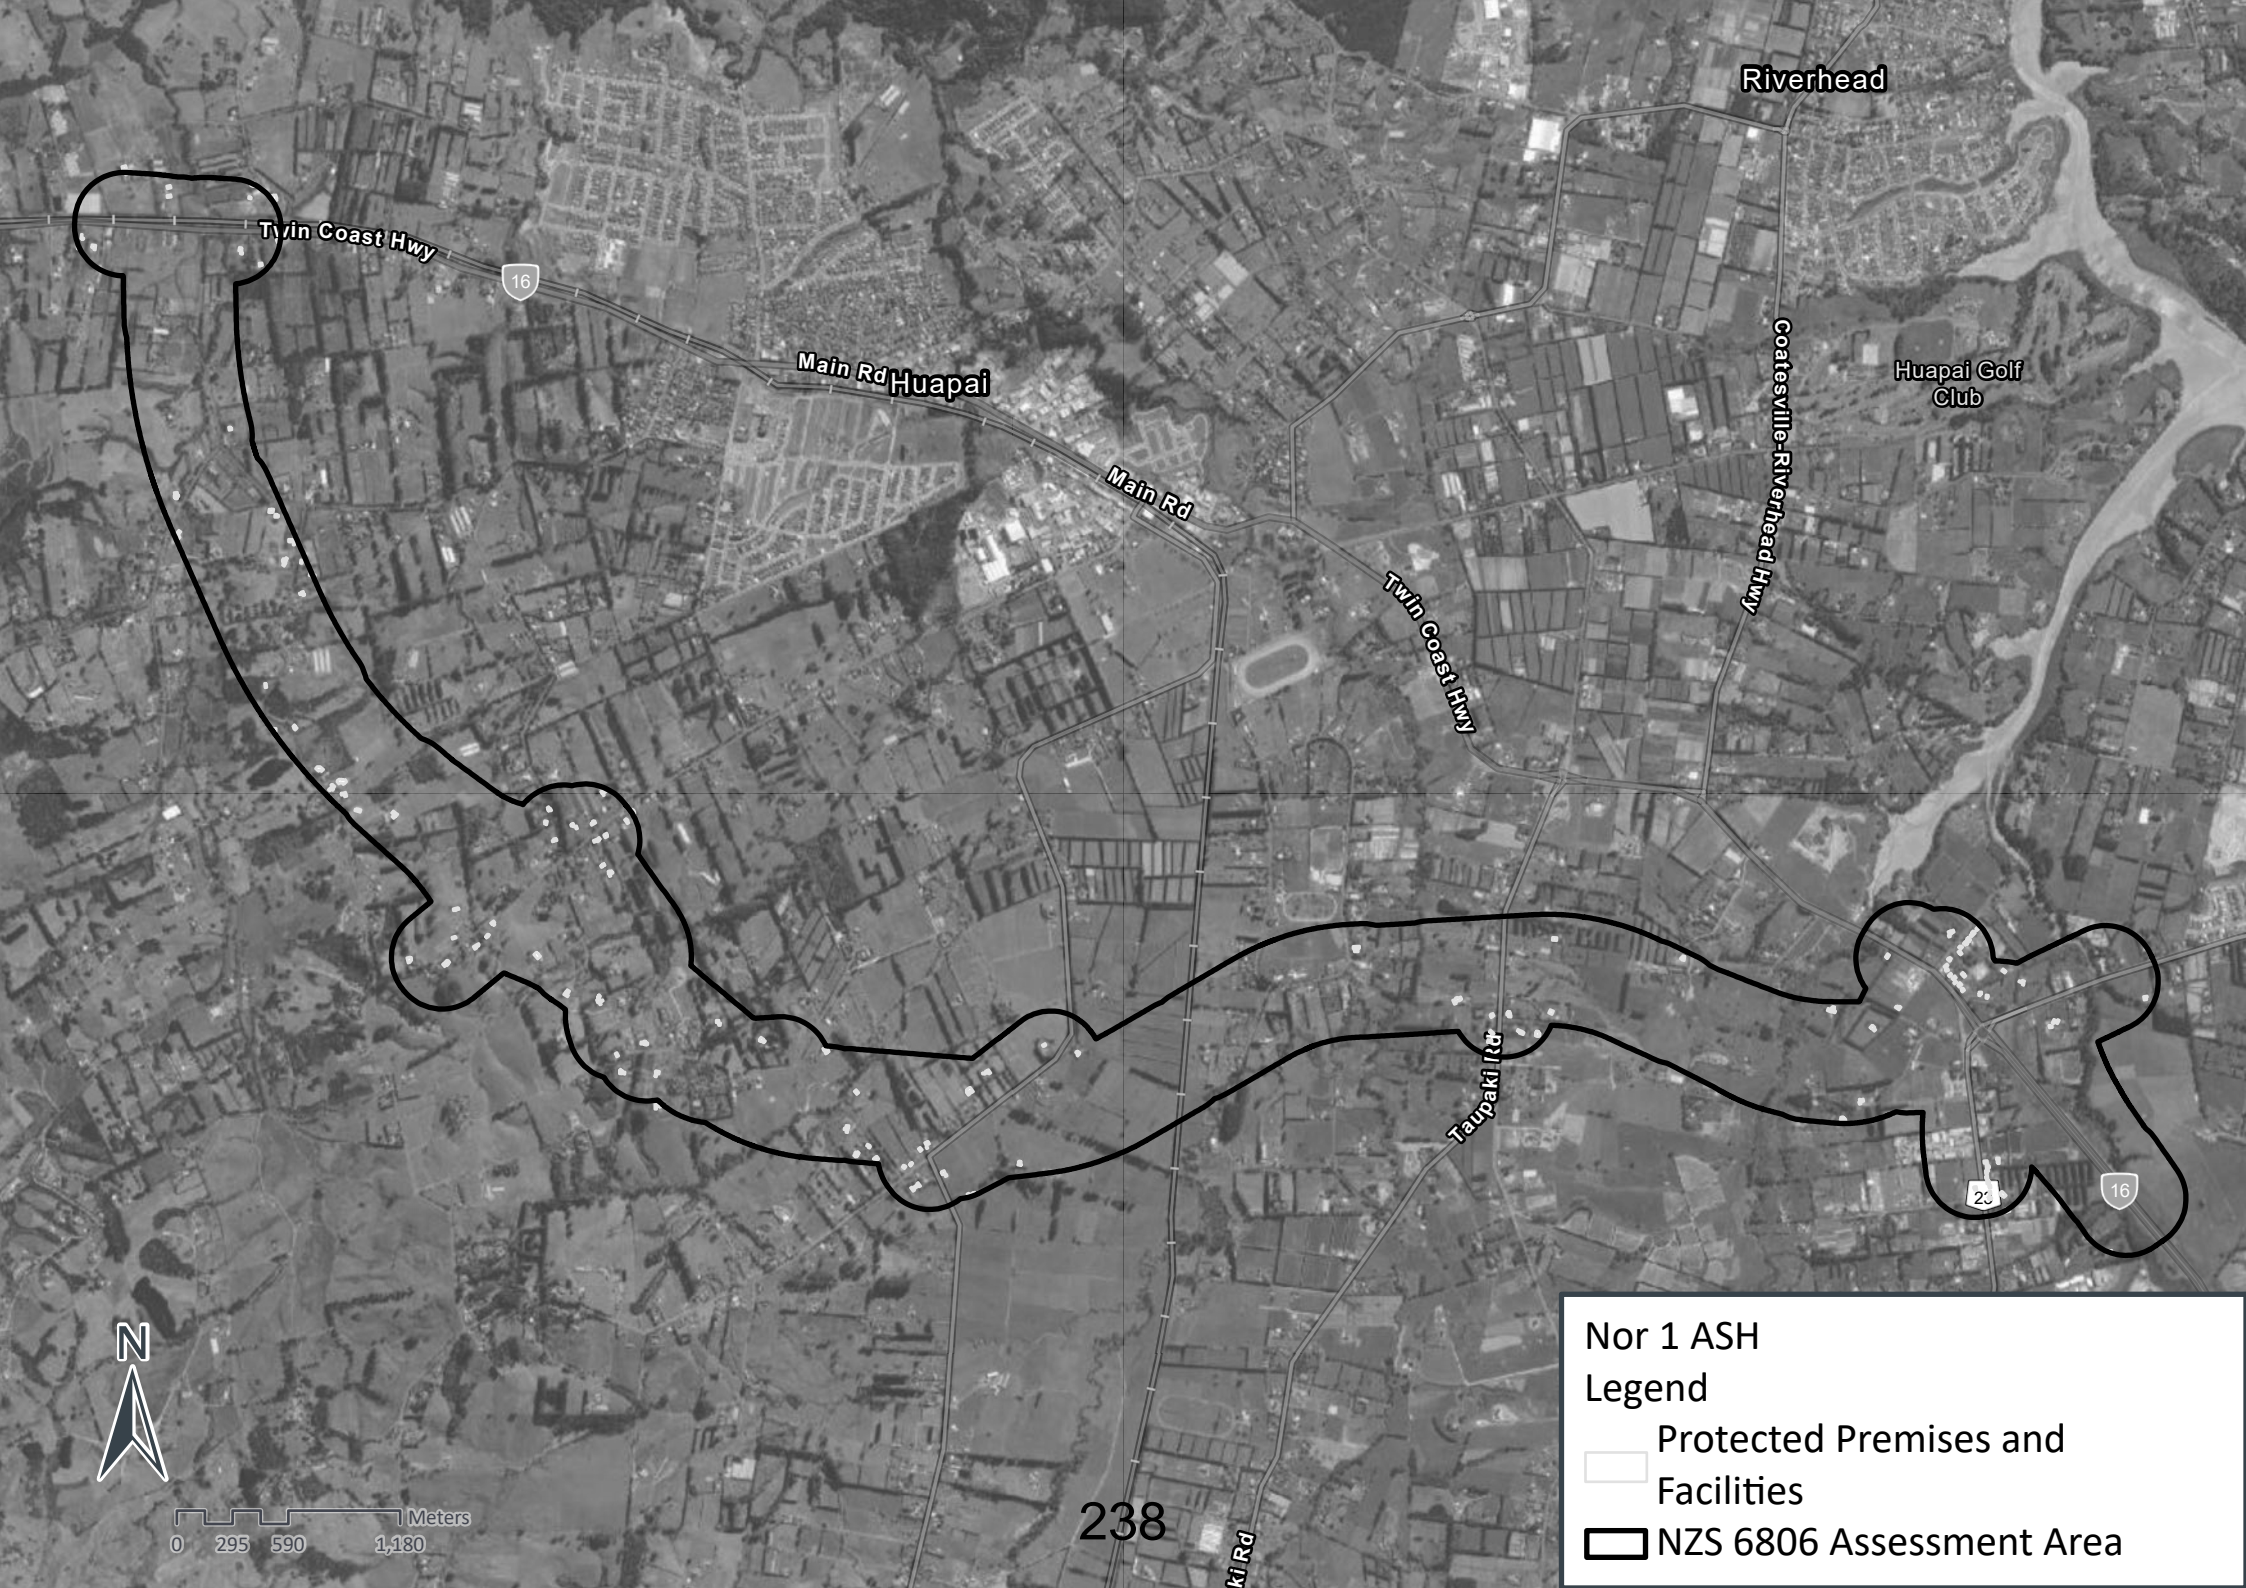 Riverhead
Twin Coast Hwy
16
Main Rd
Huapai
Coatesville-Riverhead Hwy
Huapai Golf
Club
Main Rd
Twin Coast Hwy
Taupaki Rd
16
N
Meters
0 295 590 1,180
238
ki Rd
Nor 1 ASH
Legend
Protected Premises and
Facilities
NZS 6806 Assessment Area